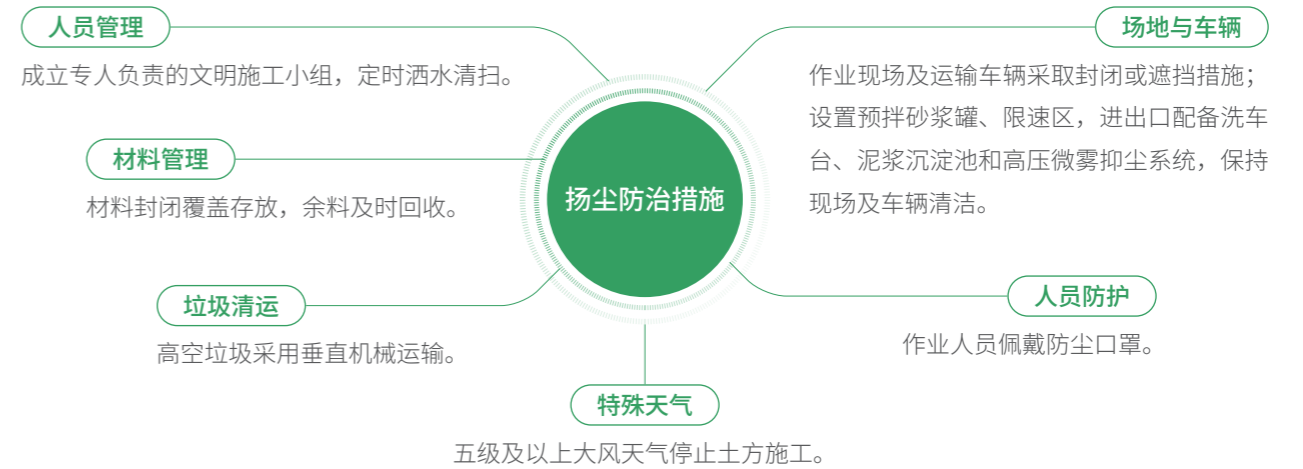 人员管理
成立专人负责的文明施工小组，定时洒水清扫。
材料管理
材料封闭覆盖存放，余料及时回收。
垃圾清运
高空垃圾采用垂直机械运输。
扬尘防治措施
场地与车辆
作业现场及运输车辆采取封闭或遮挡措施；
设置预拌砂浆罐、限速区，进出口配备洗车
台、泥浆沉淀池和高压微雾抑尘系统，保持
现场及车辆清洁。
人员防护
作业人员佩戴防尘口罩。
特殊天气
五级及以上大风天气停止土方施工。